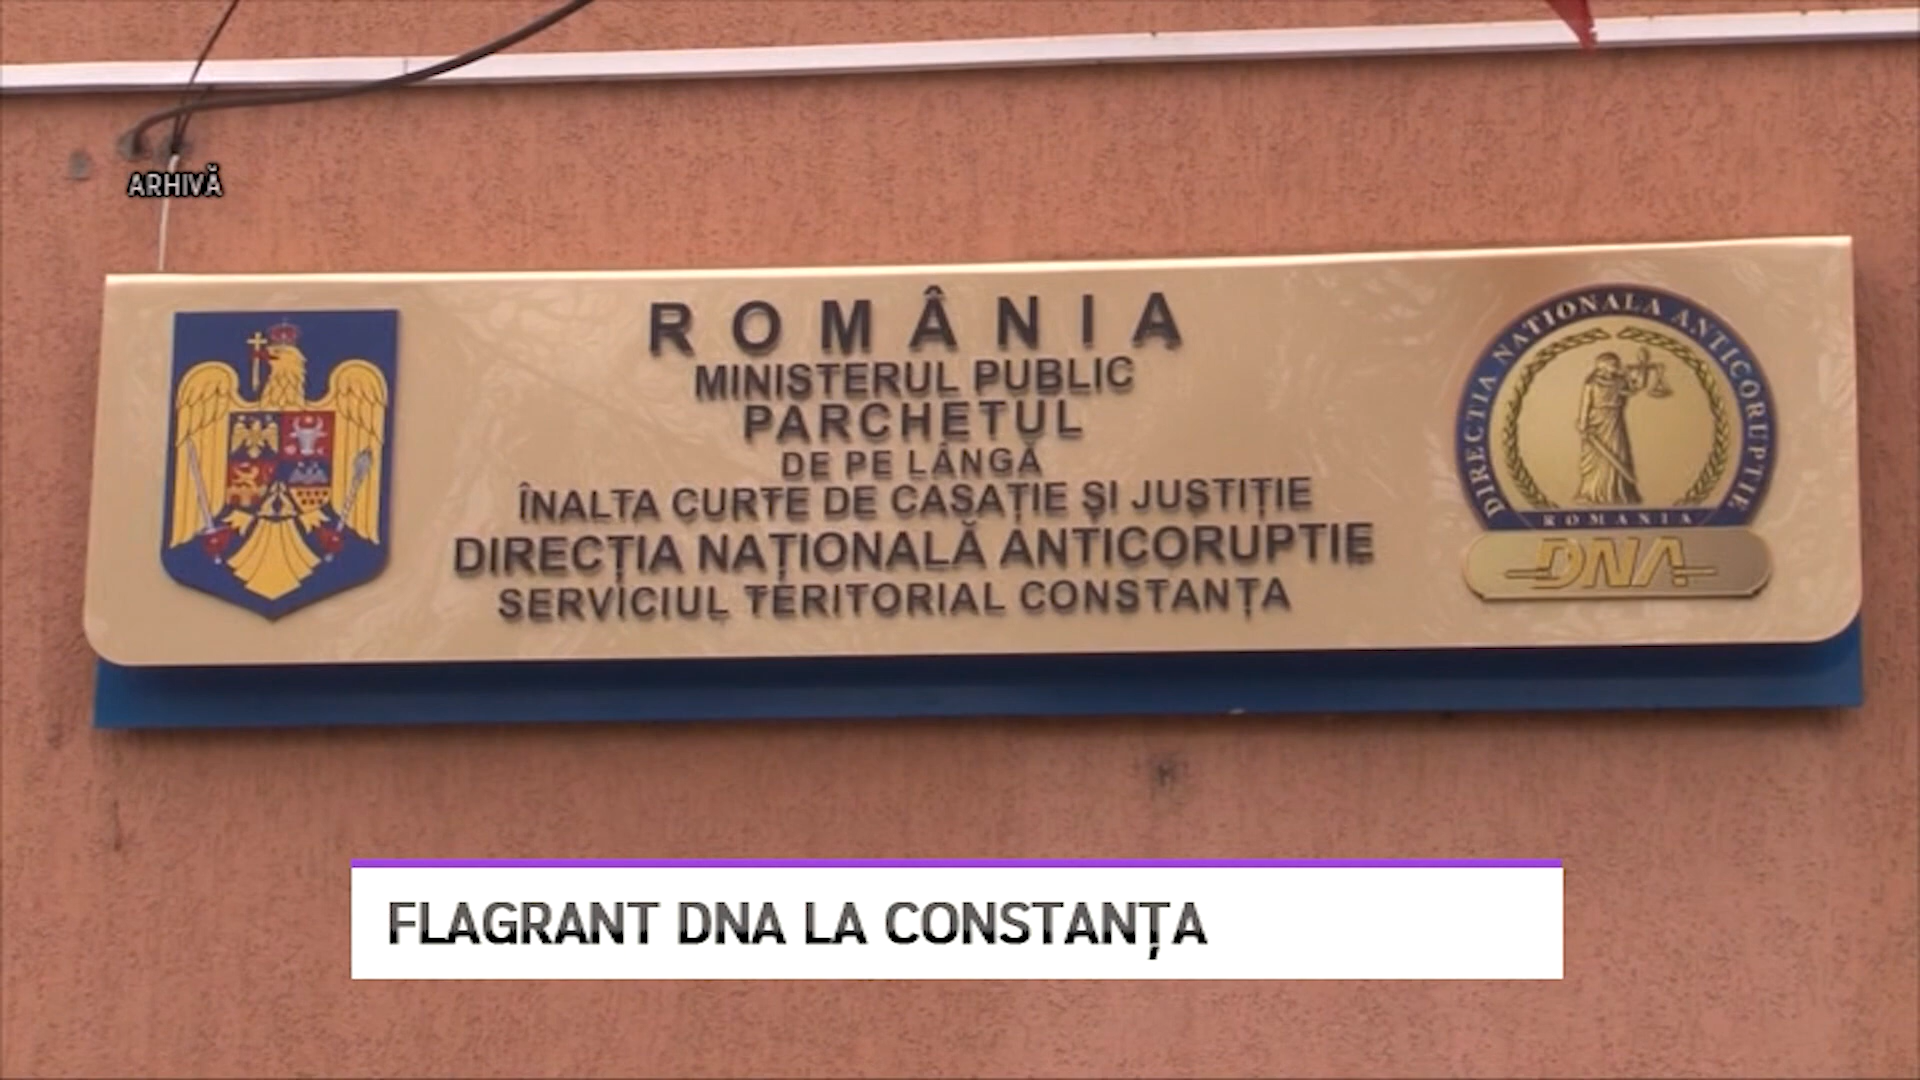 ARHIVĂ
ROMÂNIA
MINISTERUL PUBLIC
PARCHETUL
DE PE LÂNGĂ
ÎNALTA CURTE DE CASAȚIE ȘI JUSTIȚIE
DIRECȚIA NAȚIONALĂ ANTICORUPȚIE
SERVICIUL TERITORIAL CONSTANȚA
DIRECTIA NATIONALA ANTICORUPTIE
ROMANIA
DNA
FLAGRANT DNA LA CONSTANȚA